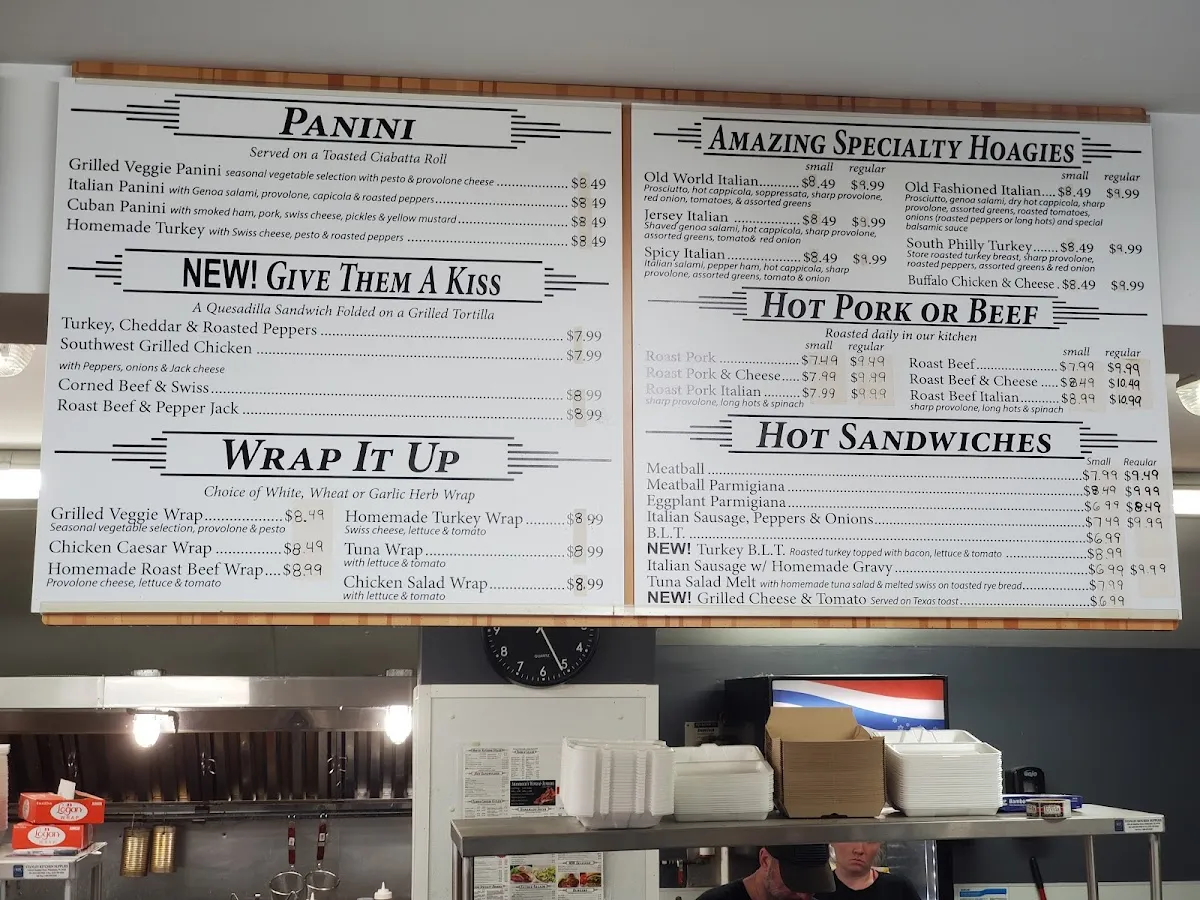 PANINI
Served on a Toasted Ciabatta Roll
Grilled Veggie Panini seasonal vegetable selection with pesto & provolone cheese ........ $8.49
Italian Panini with Genoa salami, provolone, capicola & roasted peppers ........ $8.49
Cuban Panini with smoked ham, pork, swiss cheese, pickles & yellow mustard ........ $8 49
Homemade Turkey with Swiss cheese, pesto & roasted peppers ........ $8 49
NEW! GIVE THEM A KISS
A Quesadilla Sandwich Folded on a Grilled Tortilla
Turkey, Cheddar & Roasted Peppers ........ $7.99
Southwest Grilled Chicken ........ $7.99
with Peppers, onions & Jack cheese
Corned Beef & Swiss ........ $8.99
Roast Beef & Pepper Jack ........ $8.99
WRAP IT UP
Choice of White, Wheat or Garlic Herb Wrap
Grilled Veggie Wrap ........ $8.49
Seasonal vegetable selection, provolone & pesto
Chicken Caesar Wrap ........ $8.49
Homemade Roast Beef Wrap.... $8.99
Provolone cheese, lettuce & tomato
Homemade Turkey Wrap ........ $8.99
Swiss cheese, lettuce & tomato
Tuna Wrap ........ $8.99
with lettuce & tomato
Chicken Salad Wrap ........ $8.99
with lettuce & tomato
AMAZING SPECIALTY HOAGIES
small regular
Old World Italian....... $8.49 $9.99
Prosciutto, hot cappicola, soppressata, sharp provolone,
red onion, tomatoes, & assorted greens
Jersey Italian ........ $8.49 $9.99
Shaved genoa salami, hot cappicola, sharp provolone,
assorted greens, tomato& red onion
Spicy Italian ........ $8.49 $9.99
Italian salami, pepper ham, hot cappicola, sharp
provolone, assorted greens, tomato & onion
small regular
Old Fashioned Italian.... $8.49 $9.99
Prosciutto, genoa salami, dry hot cappicola, sharp
provolone, assorted greens, roasted tomatoes,
onions (roasted peppers or long hots) and special
balsamic sauce
South Philly Turkey...... $8.49 $9.99
Store roasted turkey breast, sharp provolone,
roasted peppers, assorted greens & red onion
Buffalo Chicken & Cheese . $8.49 $9.99
HOT PORK OR BEEF
Roasted daily in our kitchen
small regular
Roast Pork ........ $7.49 $9.49
Roast Pork & Cheese..... $7.99 $9.99
Roast Pork Italian ........ $7.99 $9.99
sharp provolone, long hots & spinach
small regular
Roast Beef........ $7.99 $9.99
Roast Beef & Cheese .... $8.49 $10.49
Roast Beef Italian ........ $8.99 $10.99
sharp provolone, long hots & spinach
HOT SANDWICHES
Small Regular
Meatball ........ $7.99 $9.49
Meatball Parmigiana ........ $8.49 $9.99
Eggplant Parmigiana ........ $6.99 $8.49
Italian Sausage, Peppers & Onions ........ $7.49 $9.99
B.L.T. ........ $6.99
NEW! Turkey B.L.T. Roasted turkey topped with bacon, lettuce & tomato ........ $8.99
Italian Sausage w/ Homemade Gravy ........ $6.99 $9.99
Tuna Salad Melt with homemade tuna salad & melted swiss on toasted rye bread ........ $7.99
NEW! Grilled Cheese & Tomato Served on Texas toast ........ $6.99
9
8
7
6
5
4
3
QUARTZ
Logan
WRAP
Logan